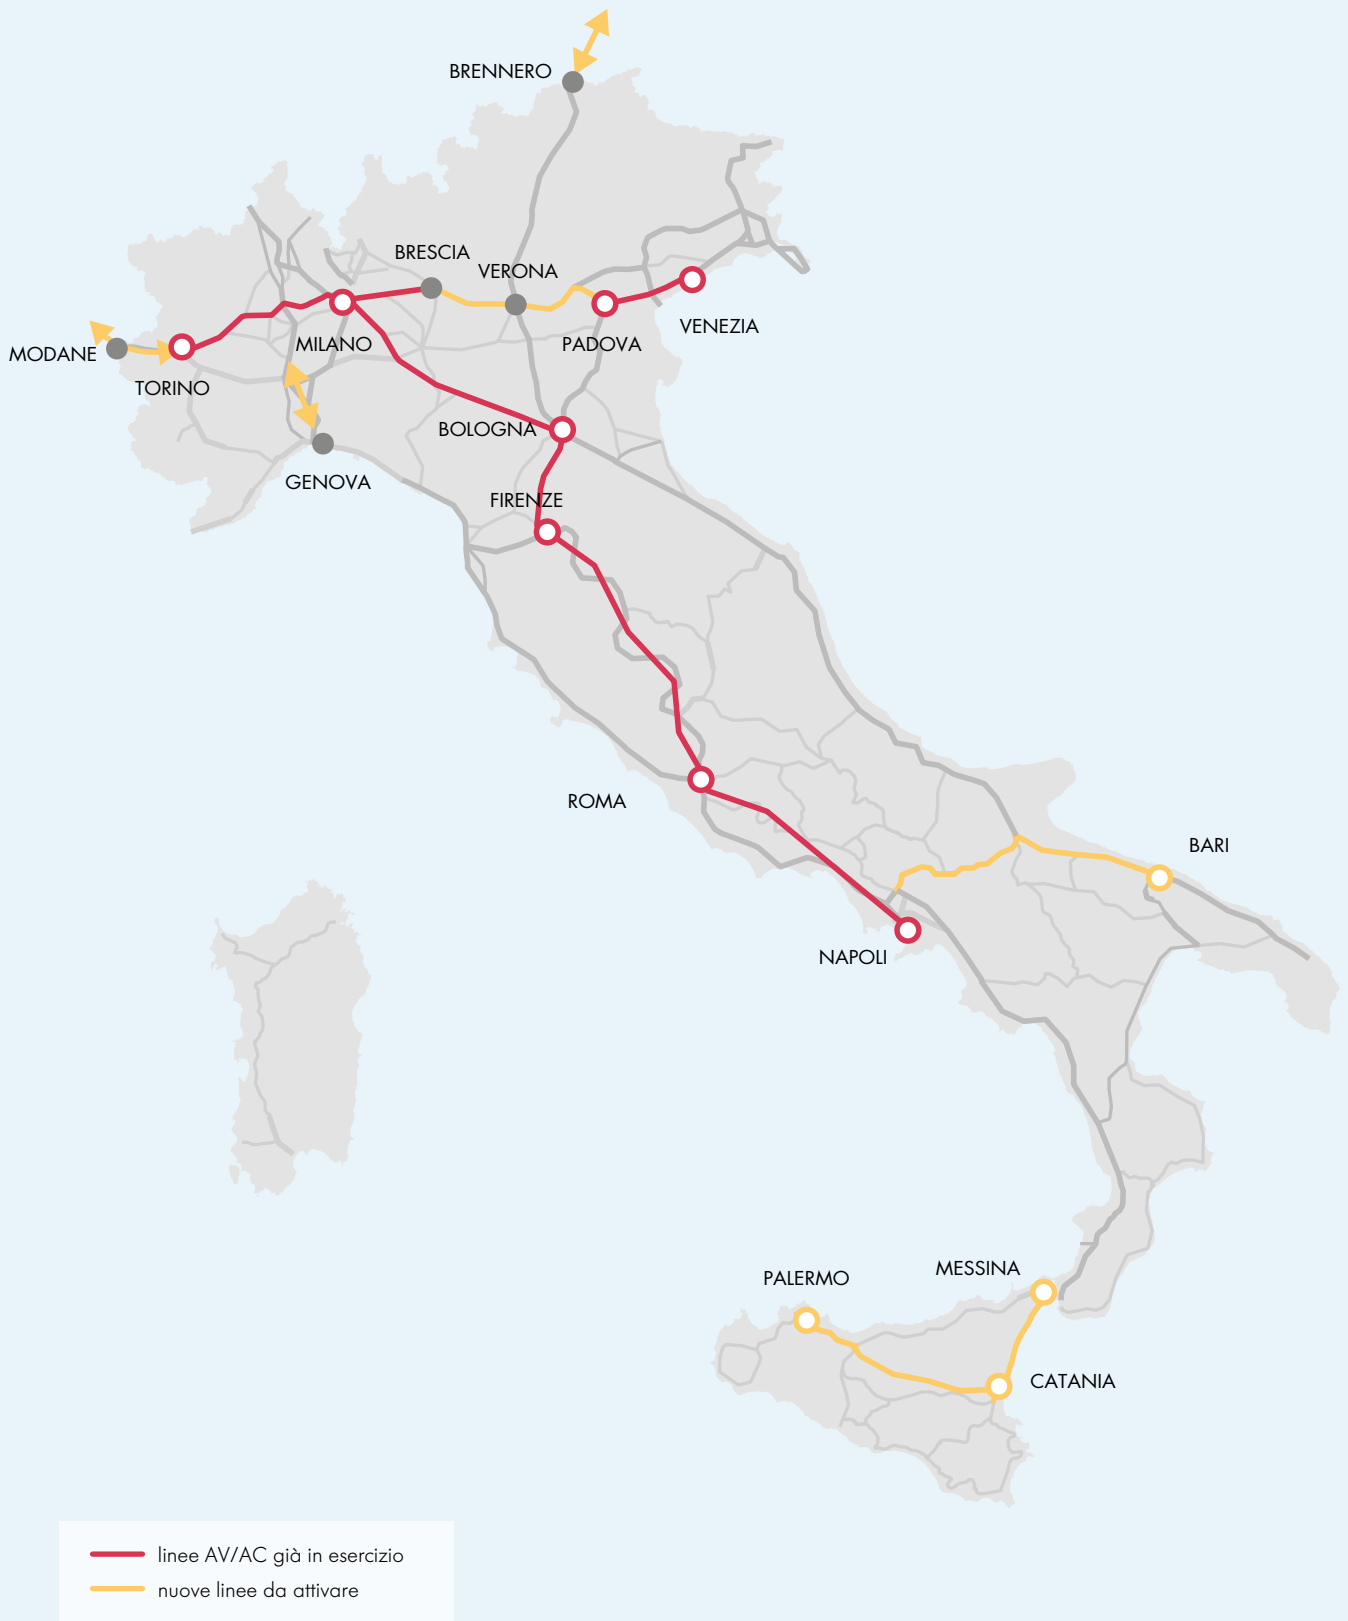 BRENNERO
BRESCIA
VERONA
VENEZIA
MILANO
PADOVA
MODANE
TORINO
BOLOGNA
GENOVA
FIRENZE
ROMA
BARI
NAPOLI
MESSINA
PALERMO
CATANIA
linee AV/AC già in esercizio
nuove linee da attivare